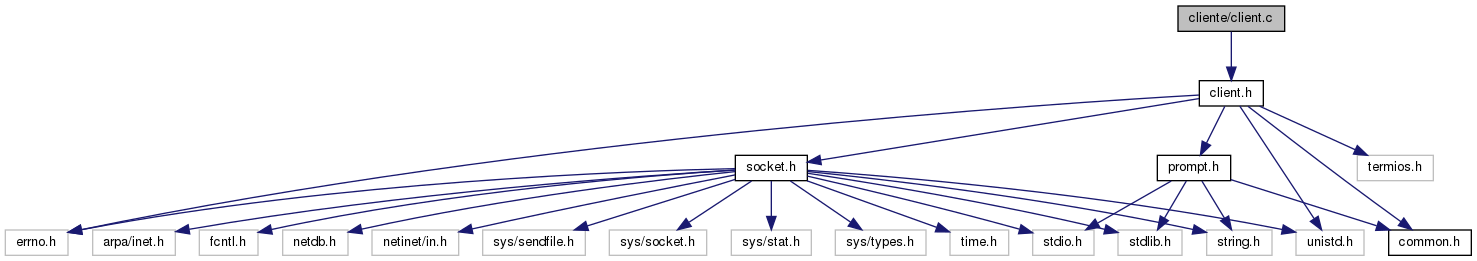 cliente/client.c
client.h
socket.h
prompt.h
termios.h
errno.h
arpa/inet.h
fcntl.h
netdb.h
netinet/in.h
sys/sendfile.h
sys/socket.h
sys/stat.h
sys/types.h
time.h
stdio.h
stdlib.h
string.h
unistd.h
common.h